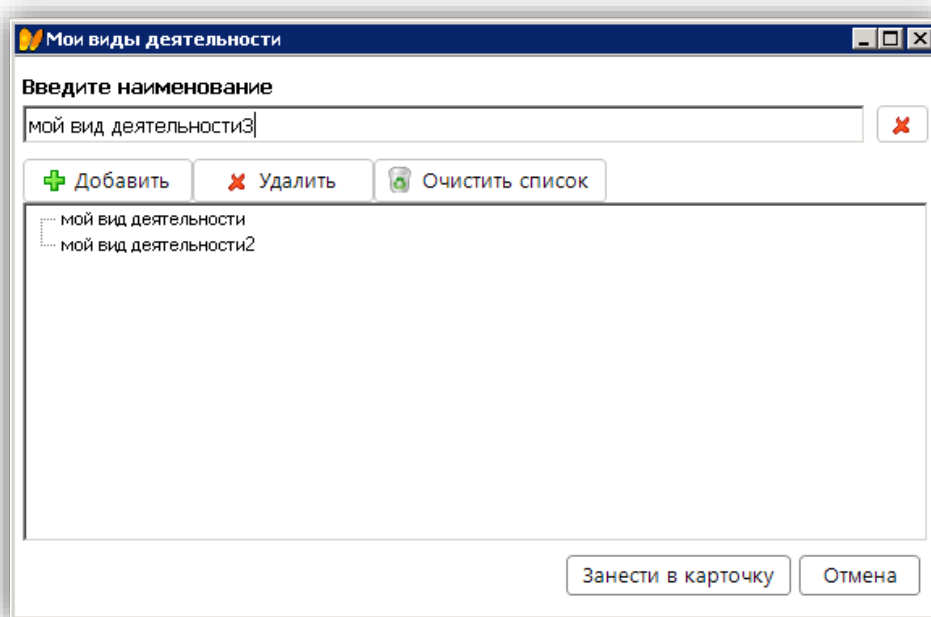 Мои виды деятельности
Введите наименование
мой вид деятельности3
Добавить Удалить Очистить список
мой вид деятельности
мой вид деятельности2
Занести в карточку Отмена